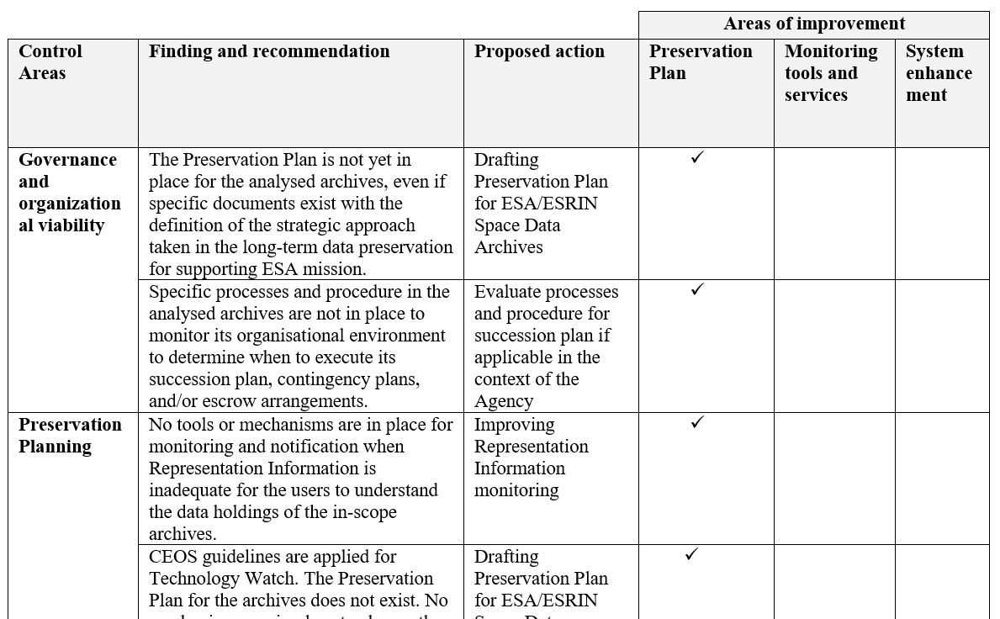 Areas of improvement
Control
Areas
Finding and recommendation
Proposed action
Preservation
Plan
Monitoring
tools and
services
System
enhance
ment
Governance
and
organization
al viability
The Preservation Plan is not yet in
place for the analysed archives, even if
specific documents exist with the
definition of the strategic approach
taken in the long-term data preservation
for supporting ESA mission.
Drafting
Preservation Plan
for ESA/ESRIN
Space Data
Archives
✓
Specific processes and procedure in the
analysed archives are not in place to
monitor its organisational environment
to determine when to execute its
succession plan, contingency plans,
and/or escrow arrangements.
Evaluate processes
and procedure for
succession plan if
applicable in the
context of the
Agency
✓
Preservation
Planning
No tools or mechanisms are in place for
monitoring and notification when
Representation Information is
inadequate for the users to understand
the data holdings of the in-scope
archives.
Improving
Representation
Information
monitoring
✓
CEOS guidelines are applied for
Technology Watch. The Preservation
Plan for the archives does not exist. No
Drafting
Preservation Plan
for ESA/ESRIN
Space Data
✓